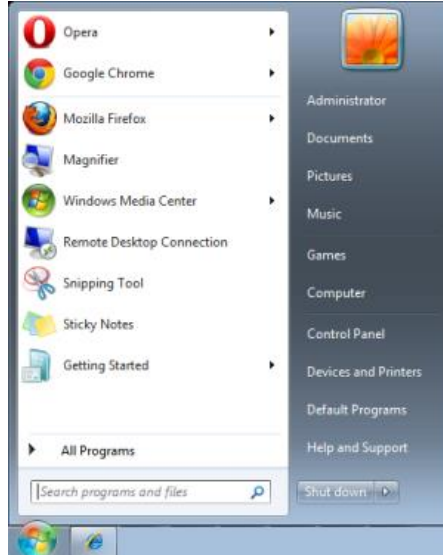 Opera
Google Chrome
Mozilla Firefox
Magnifier
Windows Media Center
Remote Desktop Connection
Snipping Tool
Sticky Notes
Getting Started
All Programs
Search programs and files
Administrator
Documents
Pictures
Music
Games
Computer
Control Panel
Devices and Printers
Default Programs
Help and Support
Shut down